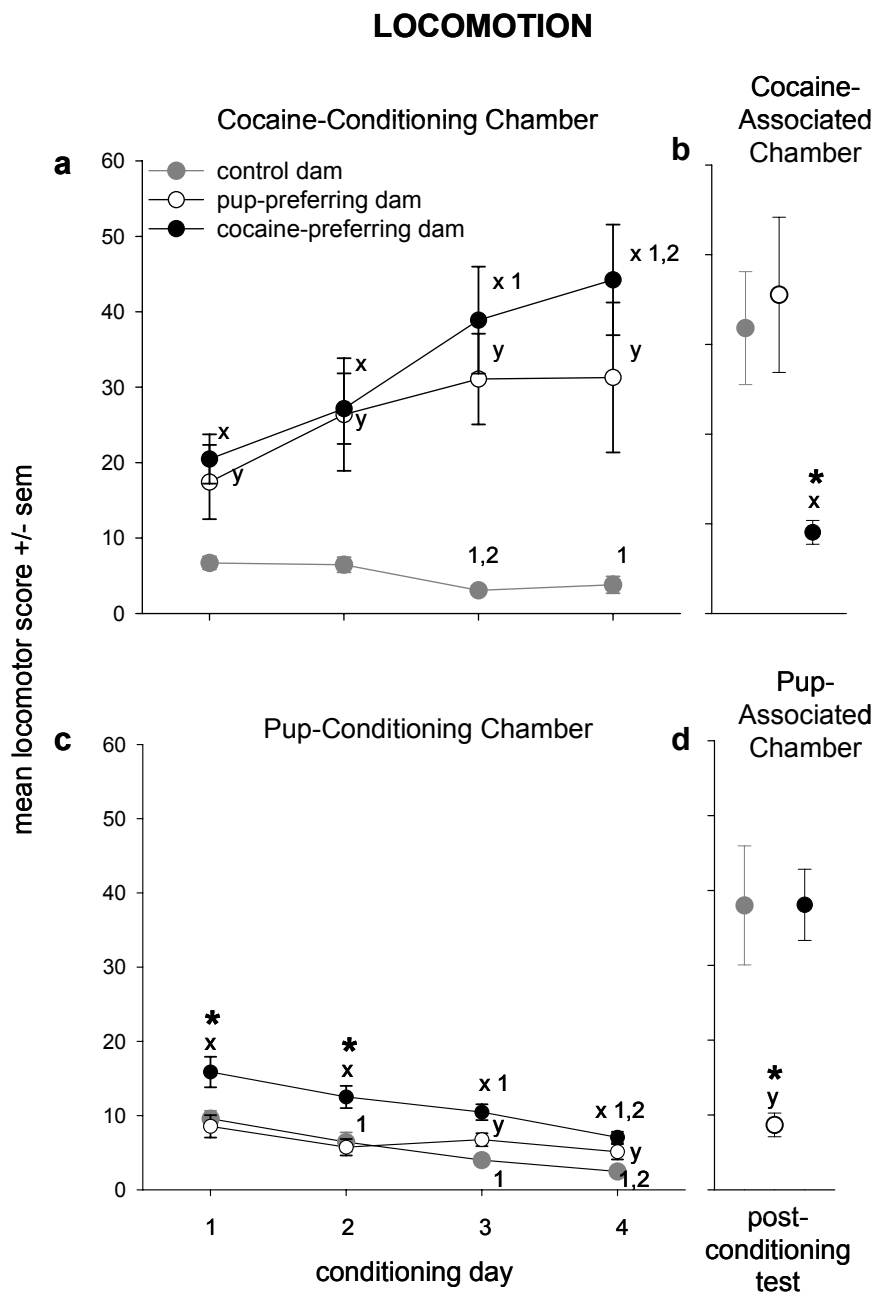 LOCOMOTION
Cocaine-Conditioning Chamber
Cocaine-
Associated
Chamber
a
b
control dam
pup-preferring dam
cocaine-preferring dam
60
50
40
30
20
10
0
x
y
x
y
x 1
y
x 1,2
y
1,2
1
*
x
mean locomotor score +/- sem
Pup-Conditioning Chamber
Pup-
Associated
Chamber
c
d
60
50
40
30
20
10
0
*
x
*
x
1
x 1
y
1
x 1,2
y
1,2
*
y
1
2
3
4
conditioning day
post-
conditioning
test